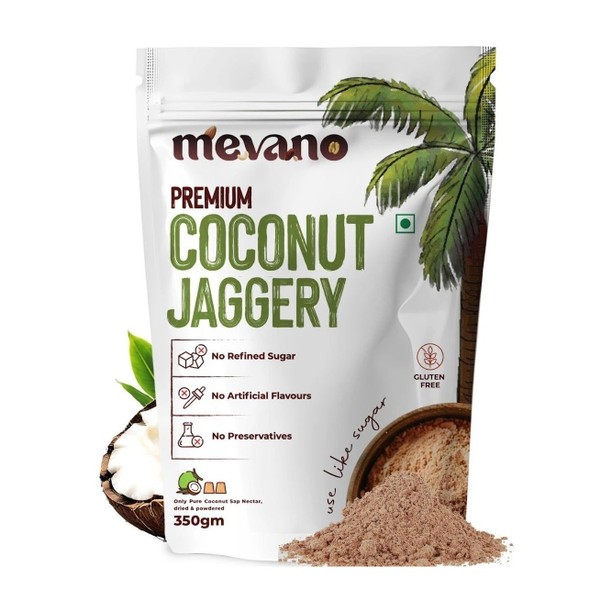 mevano
PREMIUM
COCONUT
JAGGERY
No Refined Sugar
No Artificial Flavours
No Preservatives
GLUTEN
FREE
use like sugar
Only Pure Coconut Sap Nectar,
dried & powdered
350gm